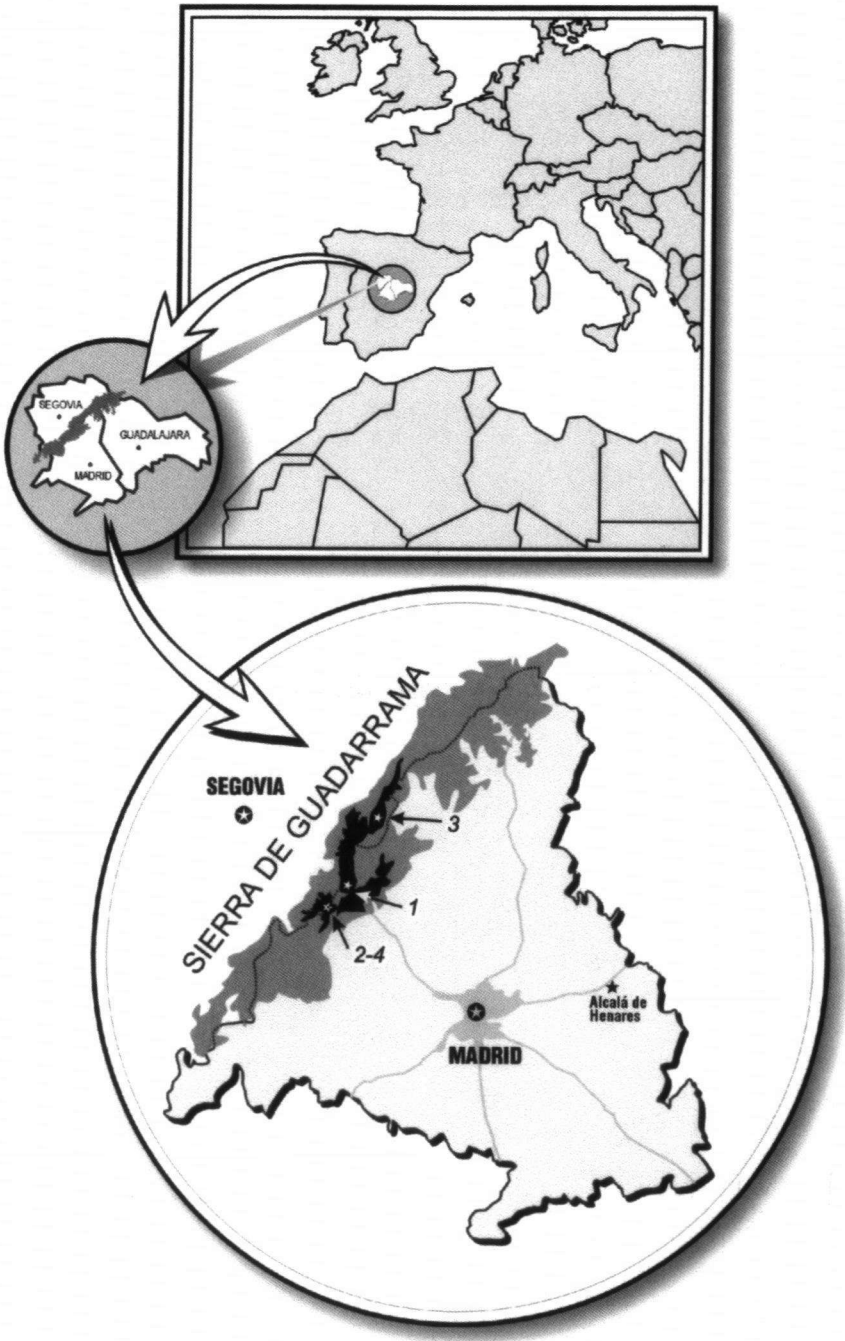 SEGOVIA
GUADALAJARA
MADRID
SIERRA DE GUADARRAMA
SEGOVIA
3
1
2-4
Alcalá de
Henares
MADRID